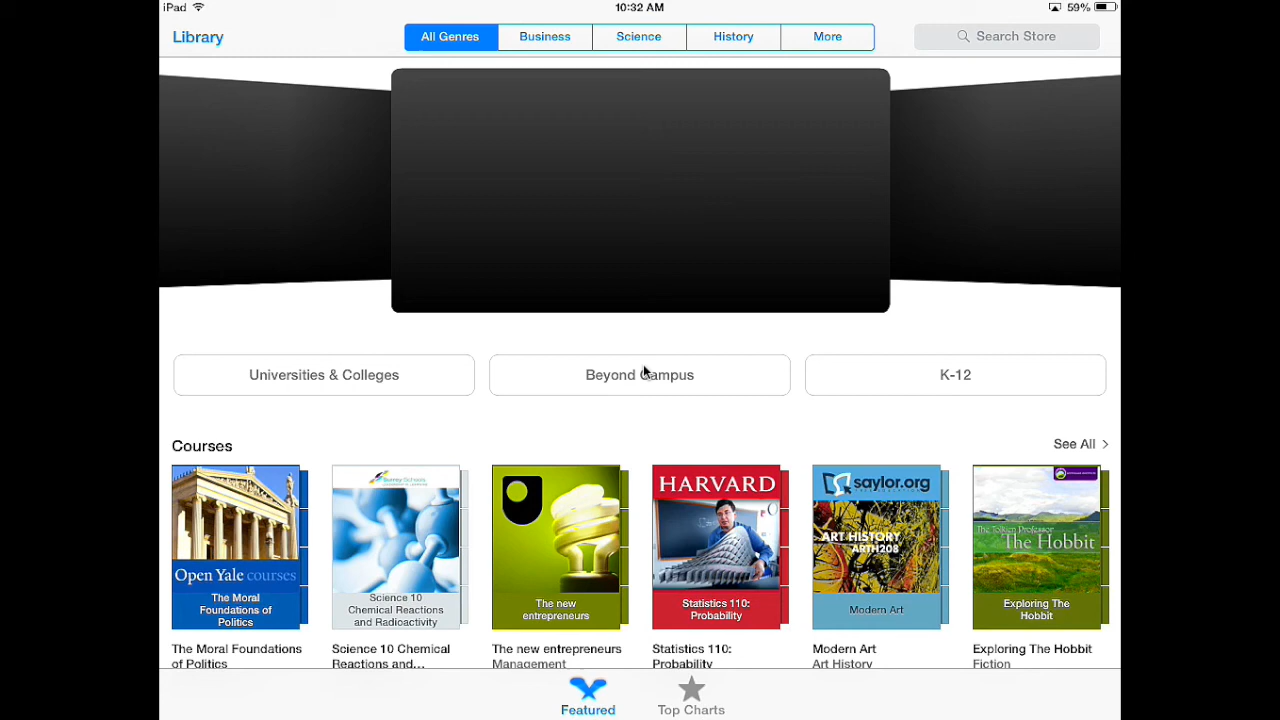 iPad 10:32 AM 59%
Library All Genres Business Science History More Search Store
Universities & Colleges Beyond Campus K-12
Courses See All >
Open Yale courses
The Moral
Foundations of
Politics
Science 10
Chemical Reactions
and Radioactivity
The new
entrepreneurs
HARVARD
Statistics 110:
Probability
saylor.org
ART HISTORY
ARTH208
Modern Art
The Tolkien Professor
The Hobbit
Exploring The
Hobbit
The Moral Foundations
of Politics
Science 10 Chemical
Reactions and...
The new entrepreneurs
Management
Statistics 110:
Probability
Modern Art
Art History
Exploring The Hobbit
Fiction
Featured Top Charts